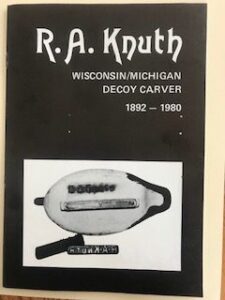 R.A. Knuth
WISCONSIN/MICHIGAN
DECOY CARVER
1892 – 1980